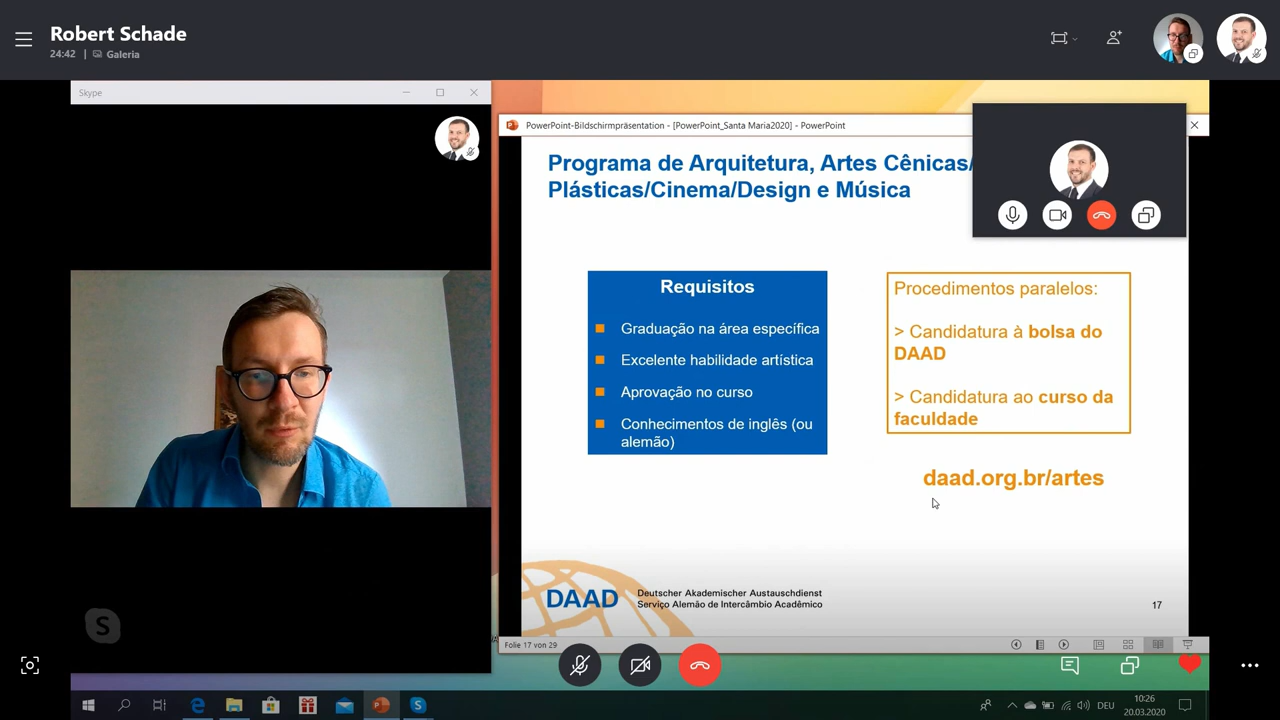 Robert Schade
24:42 | Galeria
Skype
PowerPoint-Bildschirmpräsentation - [PowerPoint_Santa Maria2020] - PowerPoint
Programa de Arquitetura, Artes Cênicas/
Plásticas/Cinema/Design e Música
Requisitos
Graduação na área específica
Excelente habilidade artística
Aprovação no curso
Conhecimentos de inglês (ou
alemão)
Procedimentos paralelos:
> Candidatura à bolsa do
DAAD
> Candidatura ao curso da
faculdade
daad.org.br/artes
DAAD
Deutscher Akademischer Austauschdienst
Serviço Alemão de Intercâmbio Acadêmico
17
Folie 17 von 29
S
DEU
10:26
20.03.2020